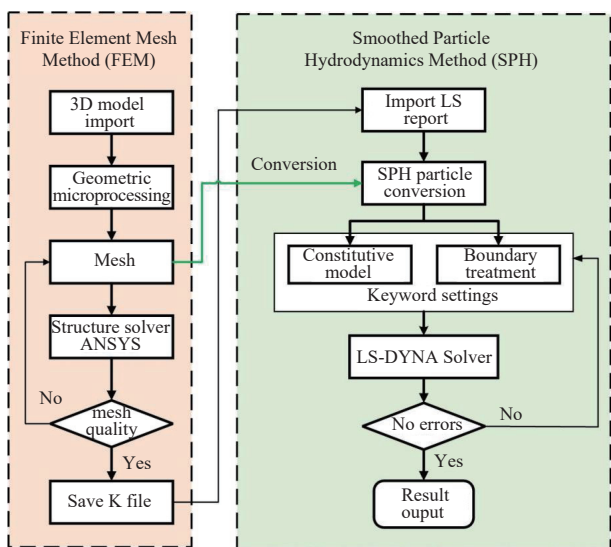 Finite Element Mesh
Method (FEM)
3D model
import
Geometric
microprocessing
Mesh
Structure solver
ANSYS
No
mesh
quality
Yes
Save K file
Conversion
Smoothed Particle
Hydrodynamics Method (SPH)
Import LS
report
SPH particle
conversion
Constitutive
model
Boundary
treatment
Keyword settings
LS-DYNA Solver
No errors
No
Yes
Result
ouput